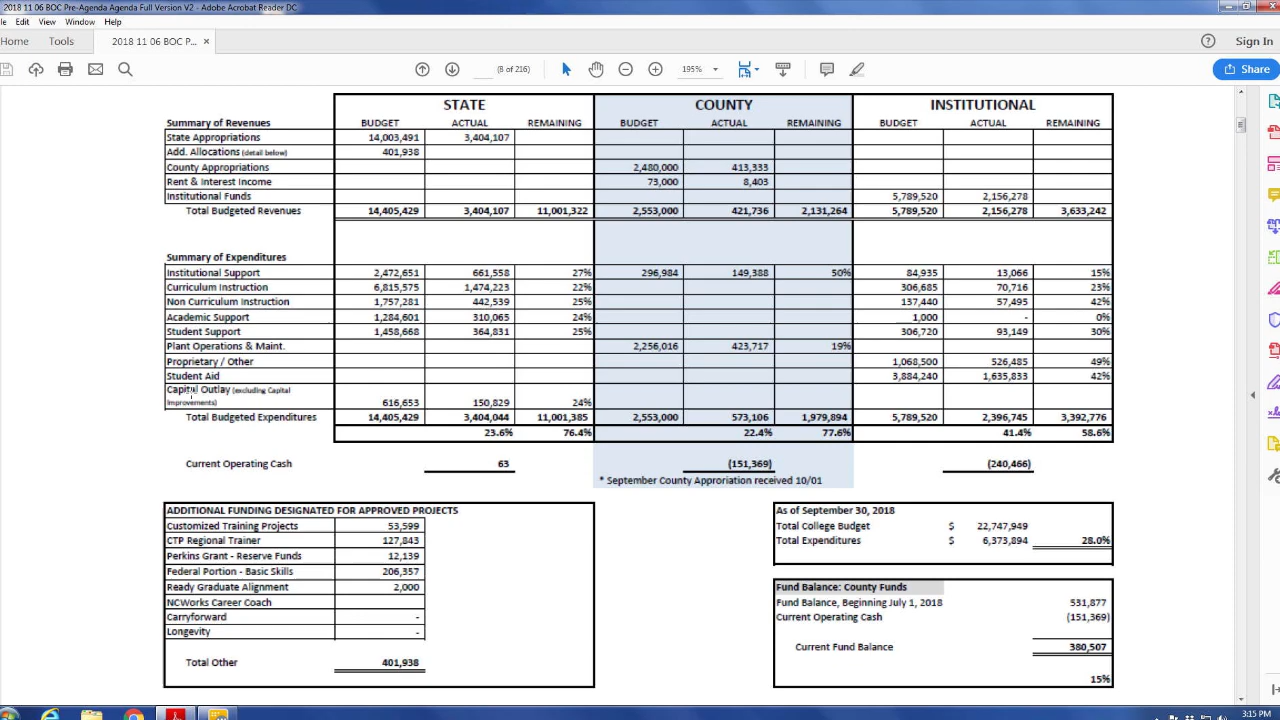 2018 11 06 BOC Pre-Agenda Agenda Full Version V2 - Adobe Acrobat Reader DC
Edit View Window Help
Home Tools 2018 11 06 BOC P... × Sign In
(8 of 216) 195% Share
STATE COUNTY INSTITUTIONAL
Summary of Revenues BUDGET ACTUAL REMAINING BUDGET ACTUAL REMAINING BUDGET ACTUAL REMAINING
State Appropriations 14,003,491 3,404,107
Add. Allocations (detail below) 401,938
County Appropriations 2,480,000 413,333
Rent & Interest Income 73,000 8,403
Institutional Funds 5,789,520 2,156,278
Total Budgeted Revenues 14,405,429 3,404,107 11,001,322 2,553,000 421,736 2,131,264 5,789,520 2,156,278 3,633,242
Summary of Expenditures
Institutional Support 2,472,651 661,558 27% 296,984 149,388 50% 84,935 13,066 15%
Curriculum Instruction 6,815,575 1,474,223 22% 306,685 70,716 23%
Non Curriculum Instruction 1,757,281 442,539 25% 137,440 57,495 42%
Academic Support 1,284,601 310,065 24% 1,000 - 0%
Student Support 1,458,668 364,831 25% 306,720 93,149 30%
Plant Operations & Maint. 2,256,016 423,717 19%
Proprietary / Other 1,068,500 526,485 49%
Student Aid 3,884,240 1,635,833 42%
Capital Outlay (excluding Capital
Improvements) 616,653 150,829 24%
Total Budgeted Expenditures 14,405,429 3,404,044 11,001,385 2,553,000 573,106 1,979,894 5,789,520 2,396,745 3,392,776
23.6% 76.4% 22.4% 77.6% 41.4% 58.6%
Current Operating Cash 63 (151,369) (240,466)
* September County Approriation received 10/01
ADDITIONAL FUNDING DESIGNATED FOR APPROVED PROJECTS
Customized Training Projects 53,599
CTP Regional Trainer 127,843
Perkins Grant - Reserve Funds 12,139
Federal Portion - Basic Skills 206,357
Ready Graduate Alignment 2,000
NCWorks Career Coach
Carryforward -
Longevity -
Total Other 401,938
As of September 30, 2018
Total College Budget $ 22,747,949
Total Expenditures $ 6,373,894 28.0%
Fund Balance: County Funds
Fund Balance, Beginning July 1, 2018 531,877
Current Operating Cash (151,369)
Current Fund Balance 380,507
15%
3:15 PM